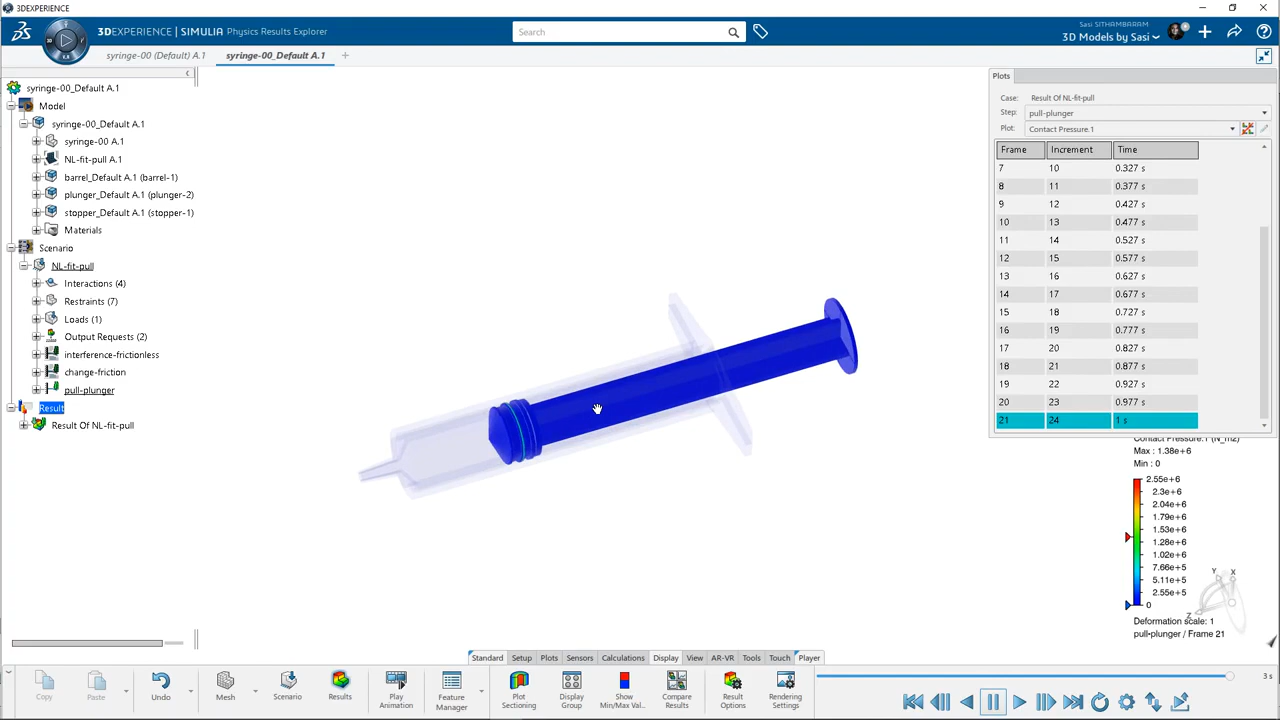 3DEXPERIENCE
3DEXPERIENCE | SIMULIA Physics Results Explorer
Search
Sasi SITHAMBARAM
3D Models by Sasi
syringe-00 (Default) A.1
syringe-00_Default A.1
syringe-00_Default A.1
Model
syringe-00_Default A.1
syringe-00 A.1
NL-fit-pull A.1
barrel_Default A.1 (barrel-1)
plunger_Default A.1 (plunger-2)
stopper_Default A.1 (stopper-1)
Materials
Scenario
NL-fit-pull
Interactions (4)
Restraints (7)
Loads (1)
Output Requests (2)
interference-frictionless
change-friction
pull-plunger
Result
Result Of NL-fit-pull
Plots
Case: Result Of NL-fit-pull
Step: pull-plunger
Plot: Contact Pressure.1
Frame Increment Time
7 10 0.327 s
8 11 0.377 s
9 12 0.427 s
10 13 0.477 s
11 14 0.527 s
12 15 0.577 s
13 16 0.627 s
14 17 0.677 s
15 18 0.727 s
16 19 0.777 s
17 20 0.827 s
18 21 0.877 s
19 22 0.927 s
20 23 0.977 s
21 24 1 s
Contact Pressure.1 (N_m2)
Max : 1.38e+6
Min : 0
2.55e+6
2.3e+6
2.04e+6
1.79e+6
1.53e+6
1.28e+6
1.02e+6
7.66e+5
5.11e+5
2.55e+5
0
Y X
Z
Deformation scale: 1
pull-plunger / Frame 21
Standard Setup Plots Sensors Calculations Display View AR-VR Tools Touch Player
Copy Paste Undo Mesh Scenario Results Play Animation Feature Manager Plot Sectioning Display Group Show Min/Max Val... Compare Results Result Options Rendering Settings
3 s